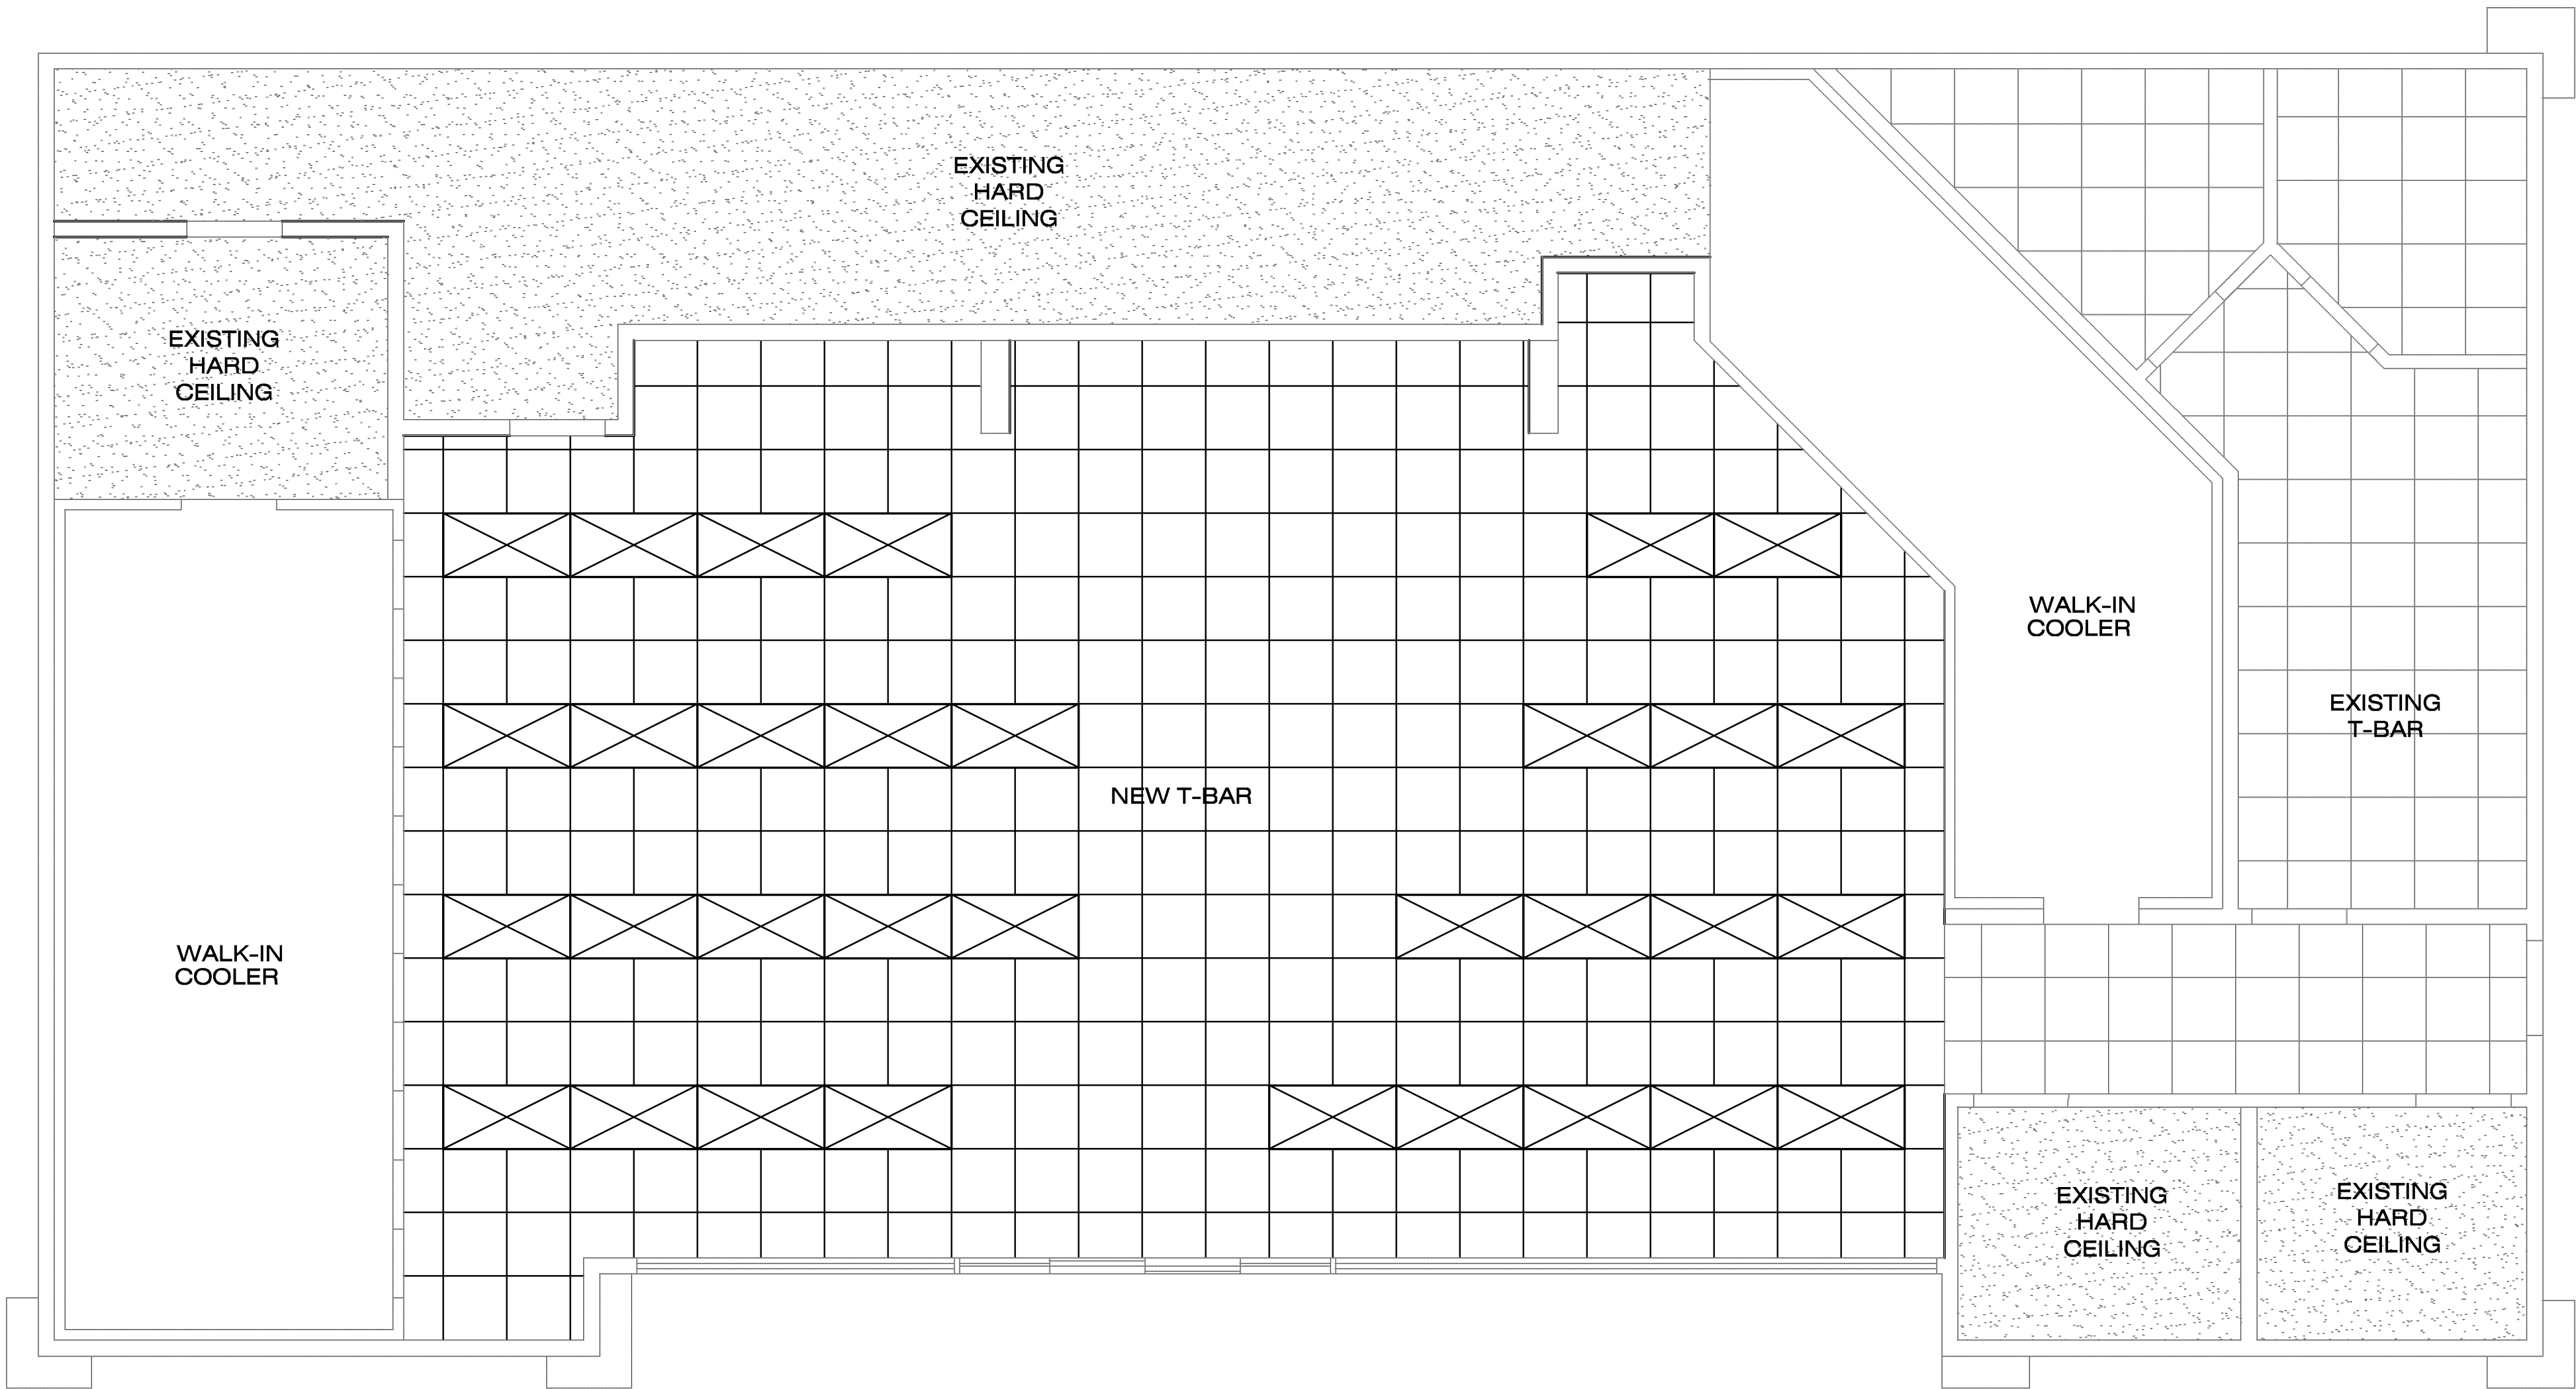 EXISTING
HARD
CEILING
EXISTING
HARD
CEILING
WALK-IN
COOLER
EXISTING
T-BAR
NEW T-BAR
WALK-IN
COOLER
EXISTING
HARD
CEILING
EXISTING
HARD
CEILING